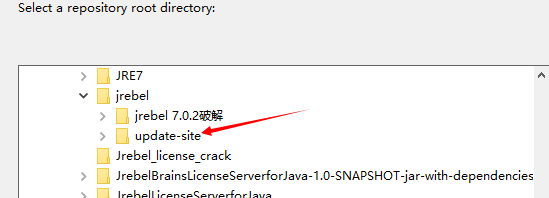 Select a repository root directory:
JRE7
jrebel
jrebel 7.0.2破解
update-site
Jrebel_license_crack
JrebelBrainsLicenseServerforJava-1.0-SNAPSHOT-jar-with-dependencies
JrebelLicenseServerforJava